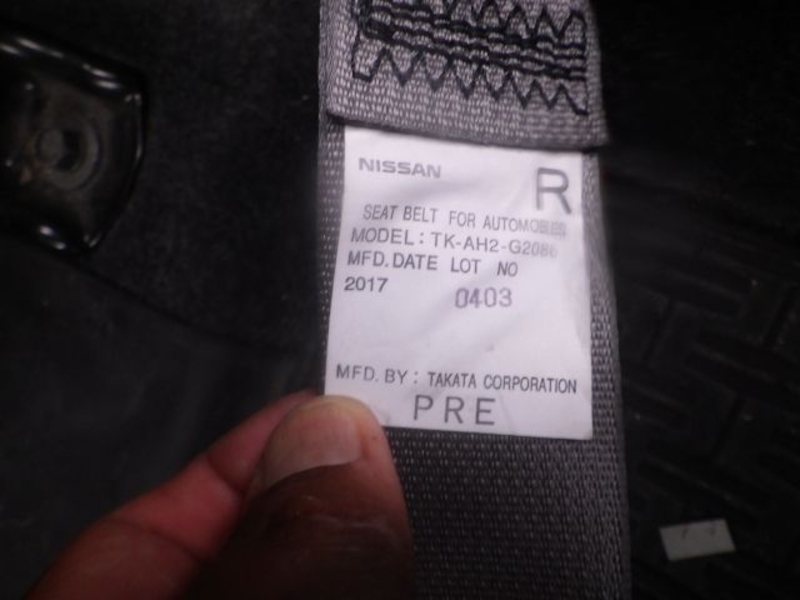 NISSAN
R
SEAT BELT FOR AUTOMOBILES
MODEL: TK-AH2-G2086
MFD. DATE LOT NO
2017 0403
MFD. BY: TAKATA CORPORATION
PRE